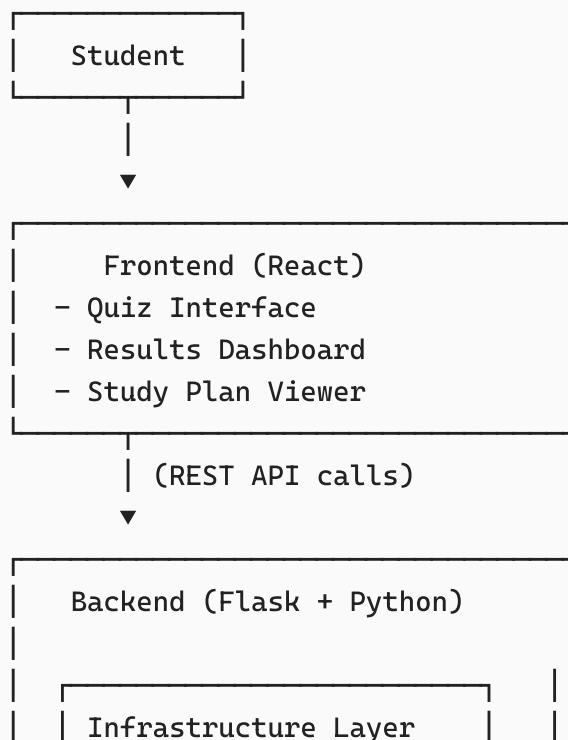 Student
Frontend (React)
- Quiz Interface
- Results Dashboard
- Study Plan Viewer
(REST API calls)
Backend (Flask + Python)
Infrastructure Layer